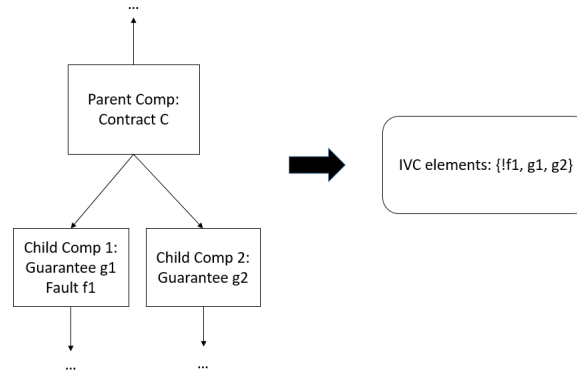 ...
Parent Comp:
Contract C
IVC elements: {!f1, g1, g2}
Child Comp 1:
Guarantee g1
Fault f1
Child Comp 2:
Guarantee g2
...
...